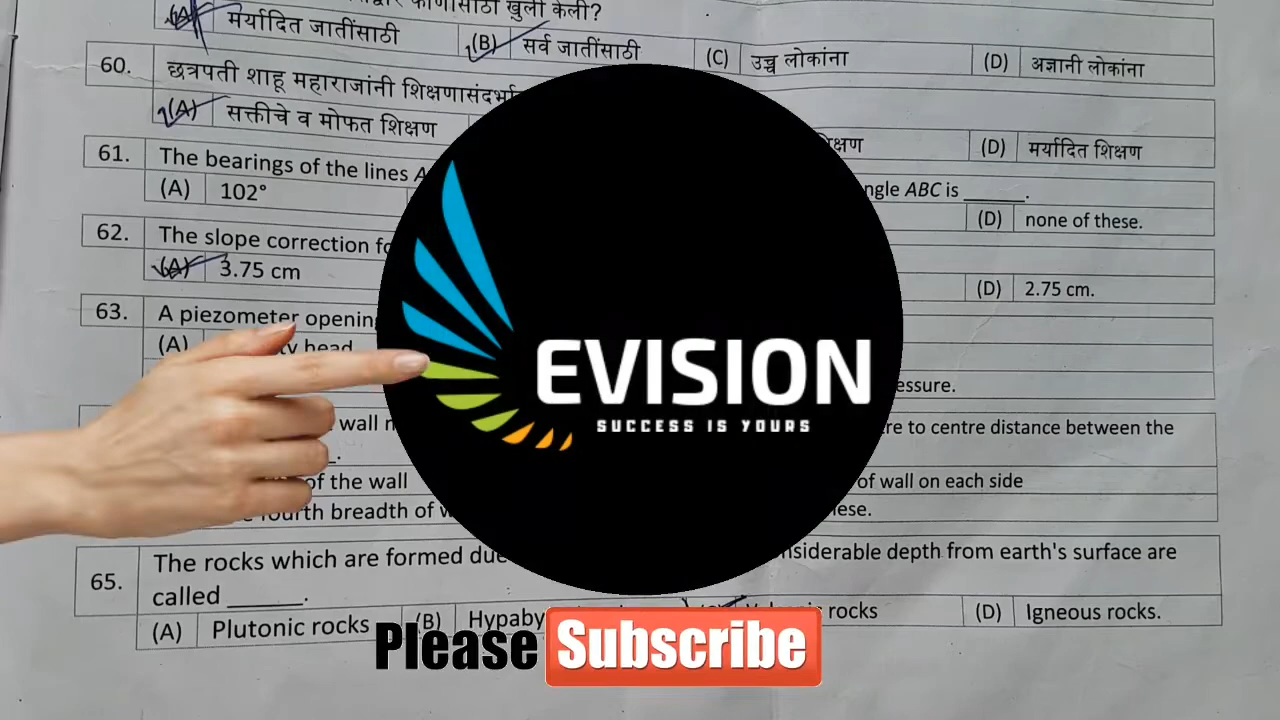 खुली केली?
(A) मर्यादित जातींसाठी (B) सर्व जातींसाठी (C) उच्च लोकांना (D) अज्ञानी लोकांना
60. छत्रपती शाहू महाराजांनी शिक्षणासंदर्भा
(A) सक्तीचे व मोफत शिक्षण शिक्षण (D) मर्यादित शिक्षण
61. The bearings of the lines ngle ABC is ______.
(A) 102° (D) none of these.
62. The slope correction fo
(A) 3.75 cm (D) 2.75 cm.
63. A piezometer opening
(A) ty head
essure.
wall re to centre distance between the
of the wall of wall on each side
fourth breadth of
65. The rocks which are formed due nsiderable depth from earth's surface are
called ______.
(A) Plutonic rocks (B) Hypaby rocks (D) Igneous rocks.
EVISION
SUCCESS IS YOURS
Please Subscribe